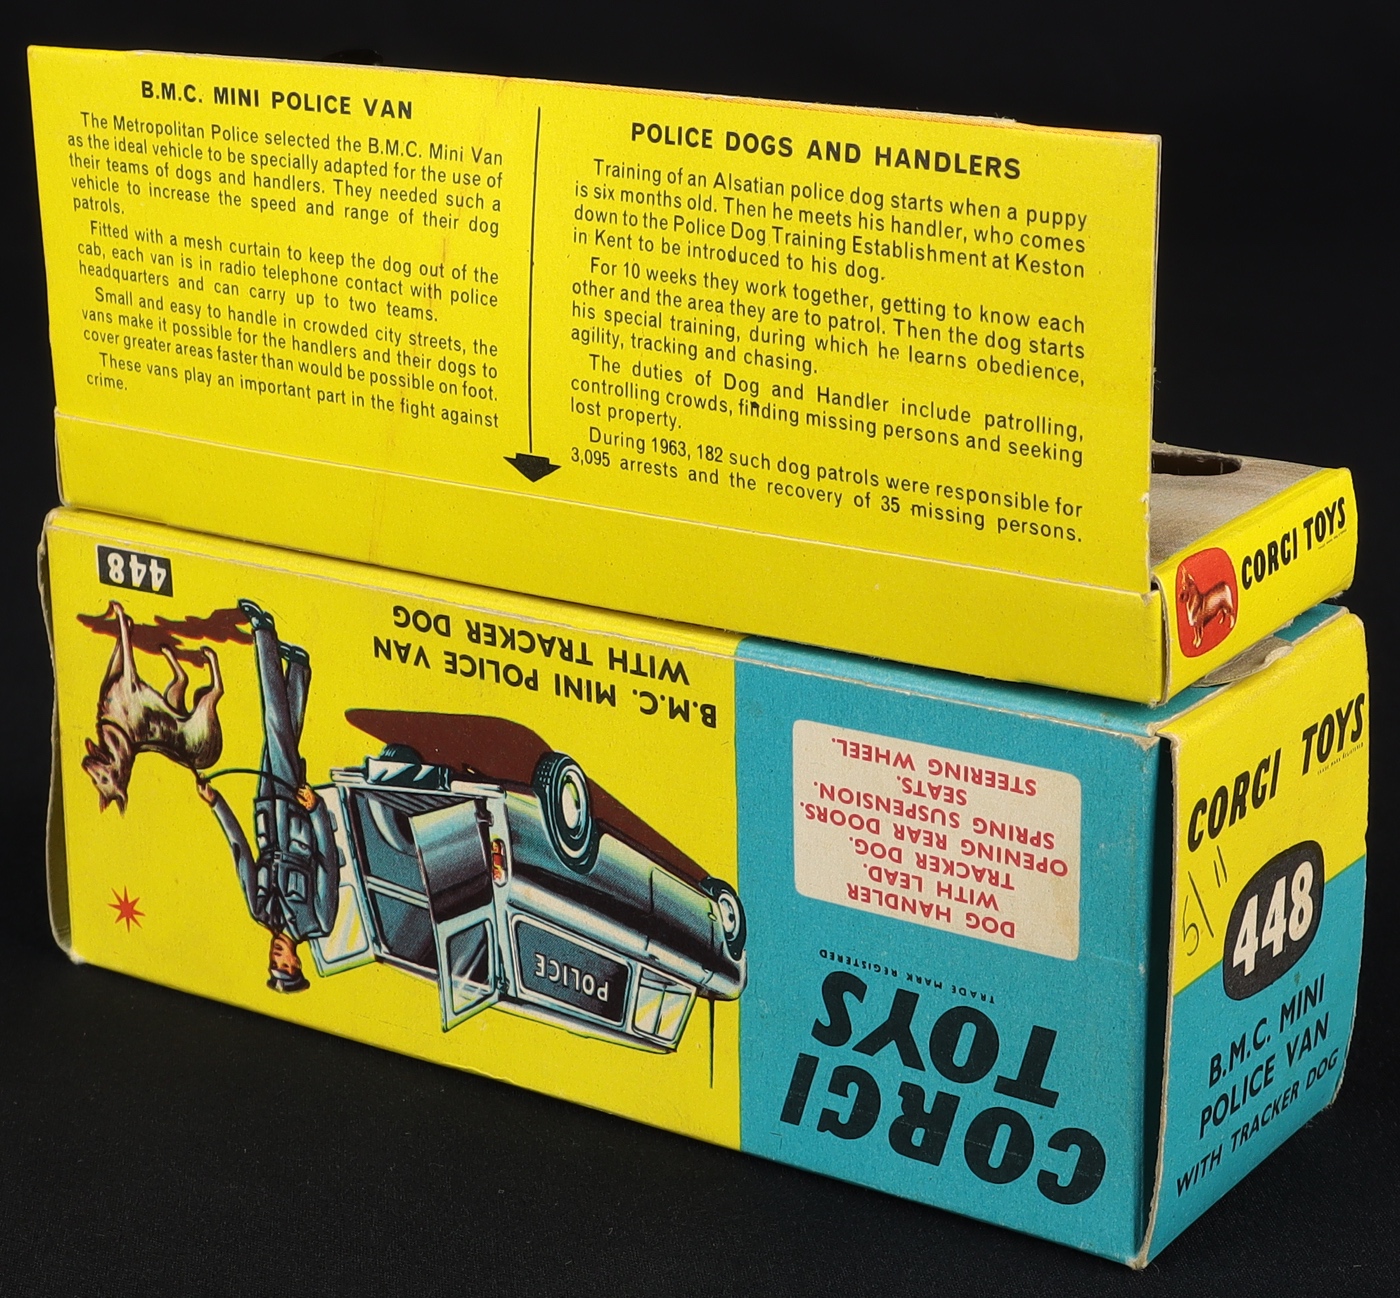 B.M.C. MINI POLICE VAN
The Metropolitan Police selected the B.M.C. Mini Van
as the ideal vehicle to be specially adapted for the use of
their teams of dogs and handlers. They needed such a
vehicle to increase the speed and range of their dog
patrols.
Fitted with a mesh curtain to keep the dog out of the
cab, each van is in radio telephone contact with police
headquarters and can carry up to two teams.
Small and easy to handle in crowded city streets, the
vans make it possible for the handlers and their dogs to
cover greater areas faster than would be possible on foot.
These vans play an important part in the fight against
crime.
POLICE DOGS AND HANDLERS
Training of an Alsatian police dog starts when a puppy
is six months old. Then he meets his handler, who comes
down to the Police Dog Training Establishment at Keston
in Kent to be introduced to his dog.
For 10 weeks they work together, getting to know each
other and the area they are to patrol. Then the dog starts
his special training, during which he learns obedience,
agility, tracking and chasing.
The duties of Dog and Handler include patrolling,
controlling crowds, finding missing persons and seeking
lost property.
During 1963, 182 such dog patrols were responsible for
3,095 arrests and the recovery of 35 missing persons.
CORGI TOYS
448
B.M.C. MINI POLICE VAN
WITH TRACKER DOG
POLICE
CORGI
TOYS
TRADE MARK REGISTERED
DOG HANDLER
WITH LEAD.
TRACKER DOG.
OPENING REAR DOORS.
SPRING SUSPENSION.
SEATS.
STEERING WHEEL.
CORGI TOYS
5/11
448
B.M.C. MINI
POLICE VAN
WITH TRACKER DOG